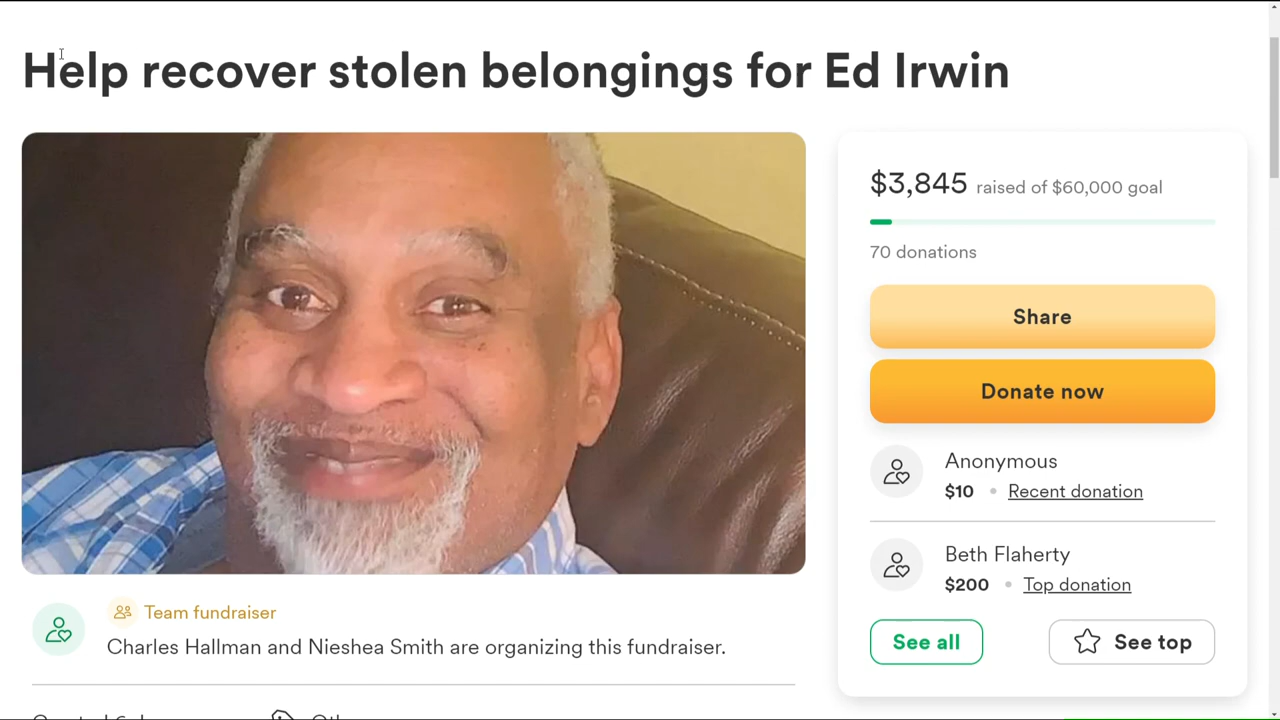 Help recover stolen belongings for Ed Irwin
$3,845 raised of $60,000 goal
70 donations
Share
Donate now
Anonymous
$10 • Recent donation
Beth Flaherty
$200 • Top donation
See all
See top
Team fundraiser
Charles Hallman and Nieshea Smith are organizing this fundraiser.